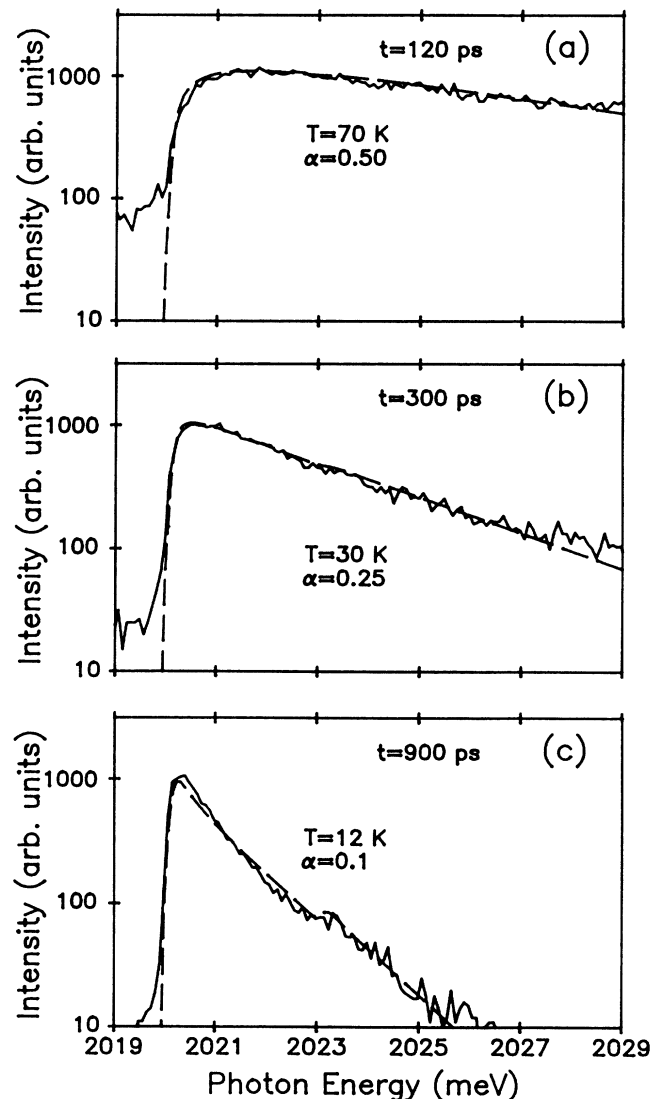 t=120 ps (a)
1000
100
10
Intensity (arb. units)
T=70 K
α=0.50
t=300 ps (b)
1000
100
10
Intensity (arb. units)
T=30 K
α=0.25
t=900 ps (c)
1000
100
10
Intensity (arb. units)
T=12 K
α=0.1
2019 2021 2023 2025 2027 2029
Photon Energy (meV)